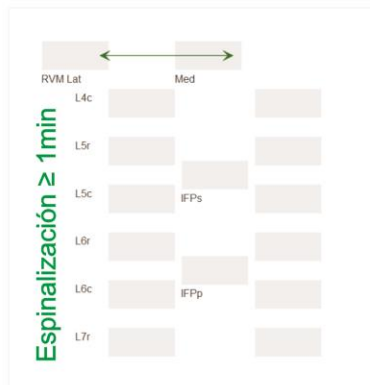 RVM Lat Med
L4c
L5r
L5c
IFPs
L6r
L6c
IFPp
L7r
Espinalización ≥ 1min